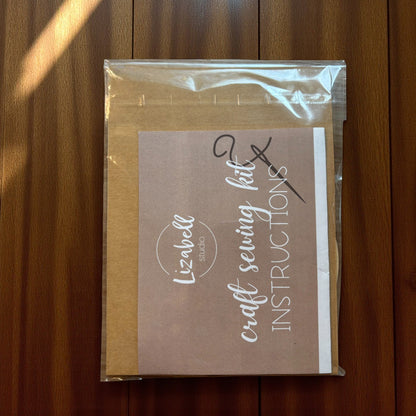 Lizabell
studio
craft sewing kit
INSTRUCTIONS